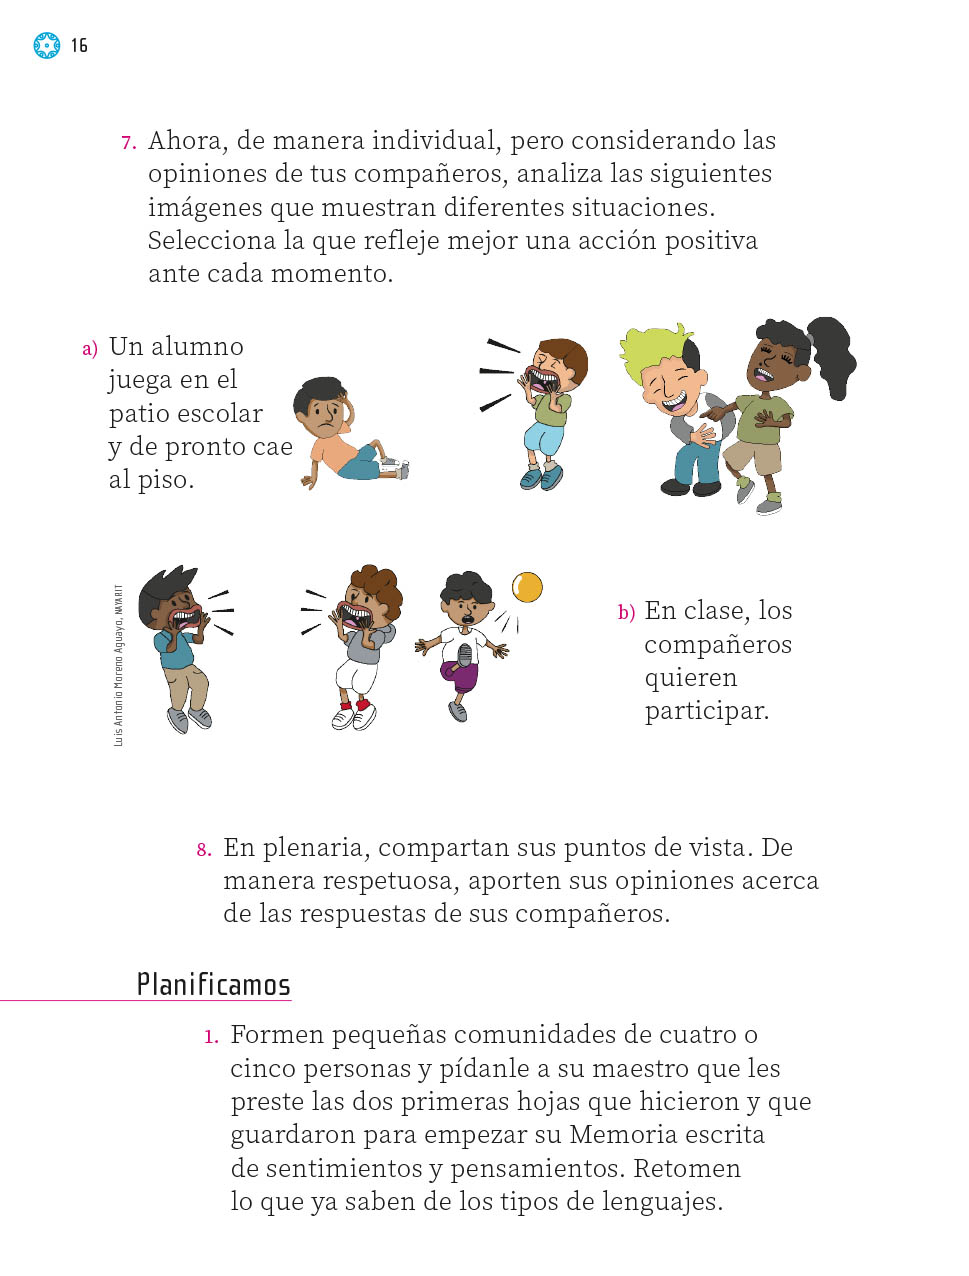 16
7. Ahora, de manera individual, pero considerando las
opiniones de tus compañeros, analiza las siguientes
imágenes que muestran diferentes situaciones.
Selecciona la que refleje mejor una acción positiva
ante cada momento.
a) Un alumno
juega en el
patio escolar
y de pronto cae
al piso.
Luis Antonio Moreno Aguayo, NAYARIT
b) En clase, los
compañeros
quieren
participar.
8. En plenaria, compartan sus puntos de vista. De
manera respetuosa, aporten sus opiniones acerca
de las respuestas de sus compañeros.
Planificamos
1. Formen pequeñas comunidades de cuatro o
cinco personas y pídanle a su maestro que les
preste las dos primeras hojas que hicieron y que
guardaron para empezar su Memoria escrita
de sentimientos y pensamientos. Retomen
lo que ya saben de los tipos de lenguajes.